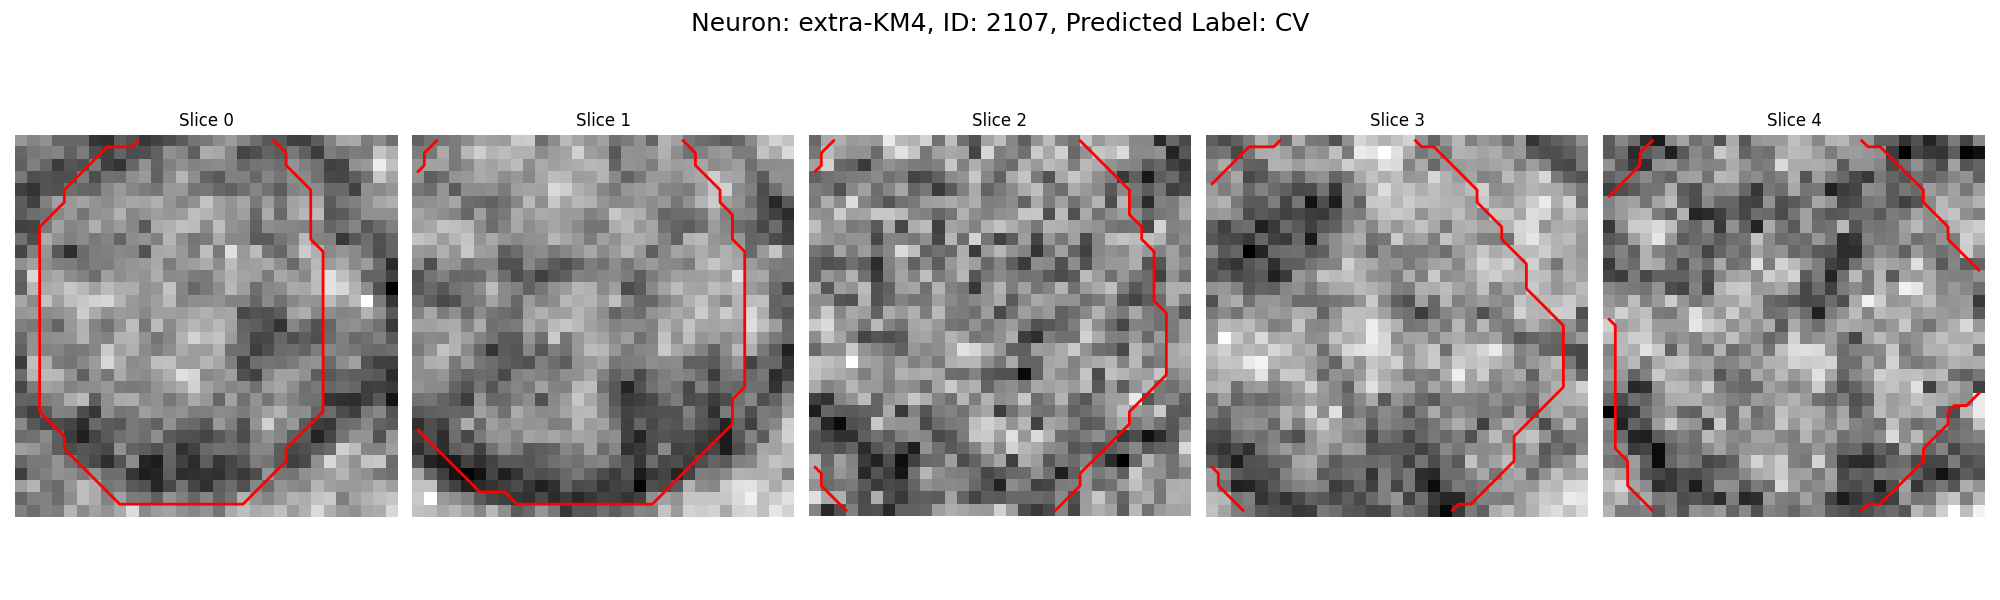 Neuron: extra-KM4, ID: 2107, Predicted Label: CV
Slice 0
Slice 1
Slice 2
Slice 3
Slice 4